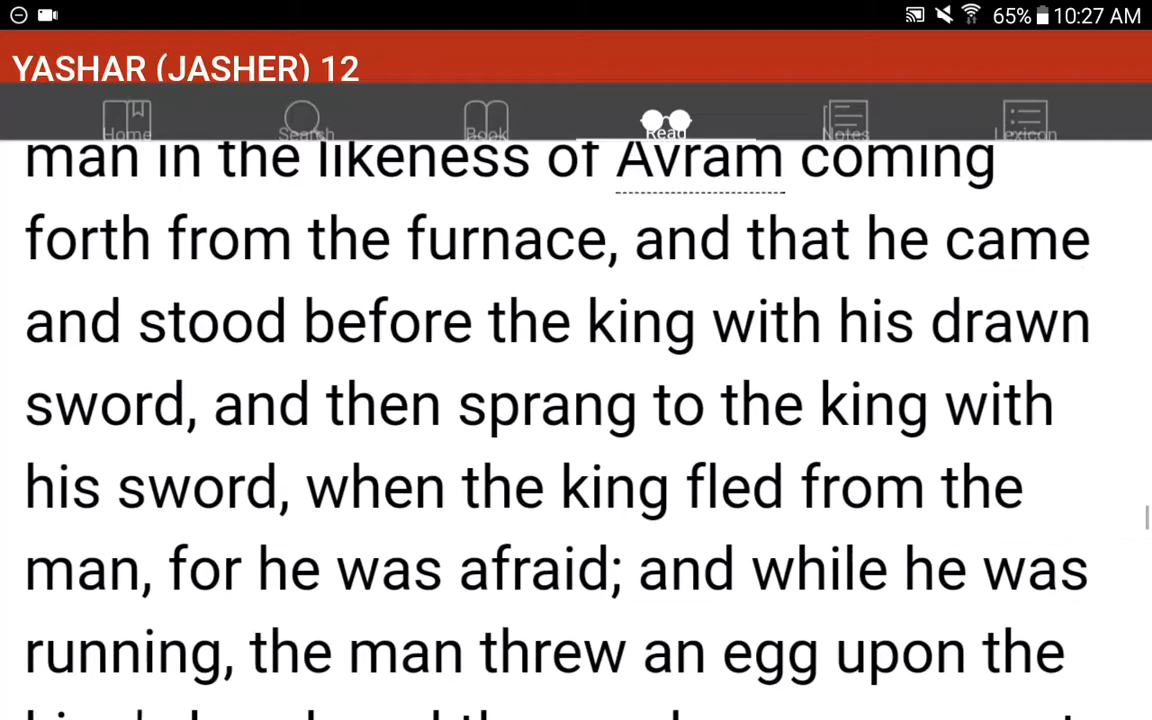 65% 10:27 AM
YASHAR (JASHER) 12
Home Search Book Read Notes Lexicon
man in the likeness of Avram coming
forth from the furnace, and that he came
and stood before the king with his drawn
sword, and then sprang to the king with
his sword, when the king fled from the
man, for he was afraid; and while he was
running, the man threw an egg upon the